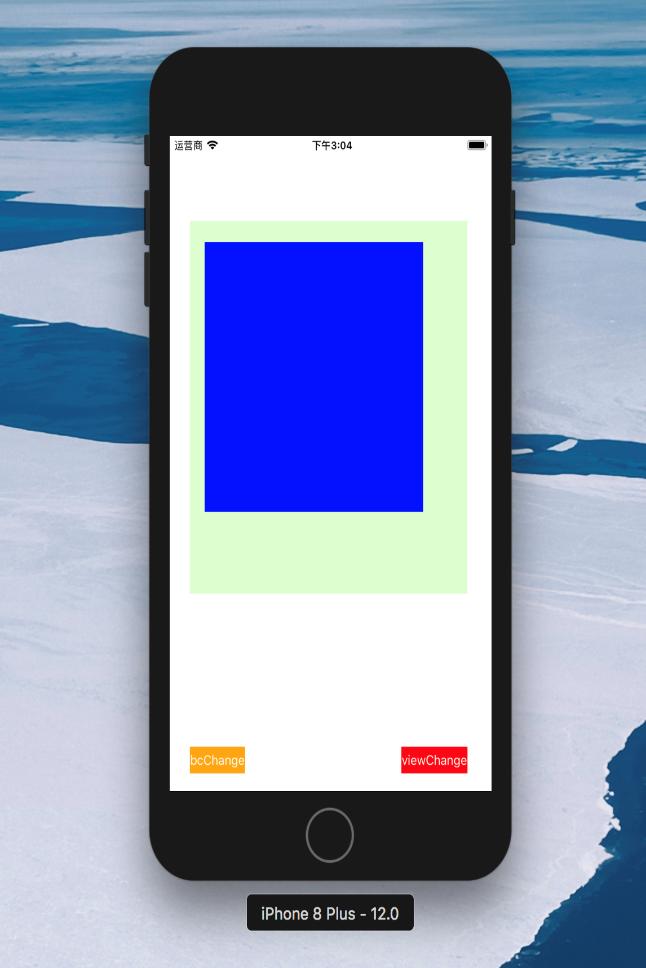 运营商
下午3:04
bcChange
viewChange
iPhone 8 Plus - 12.0